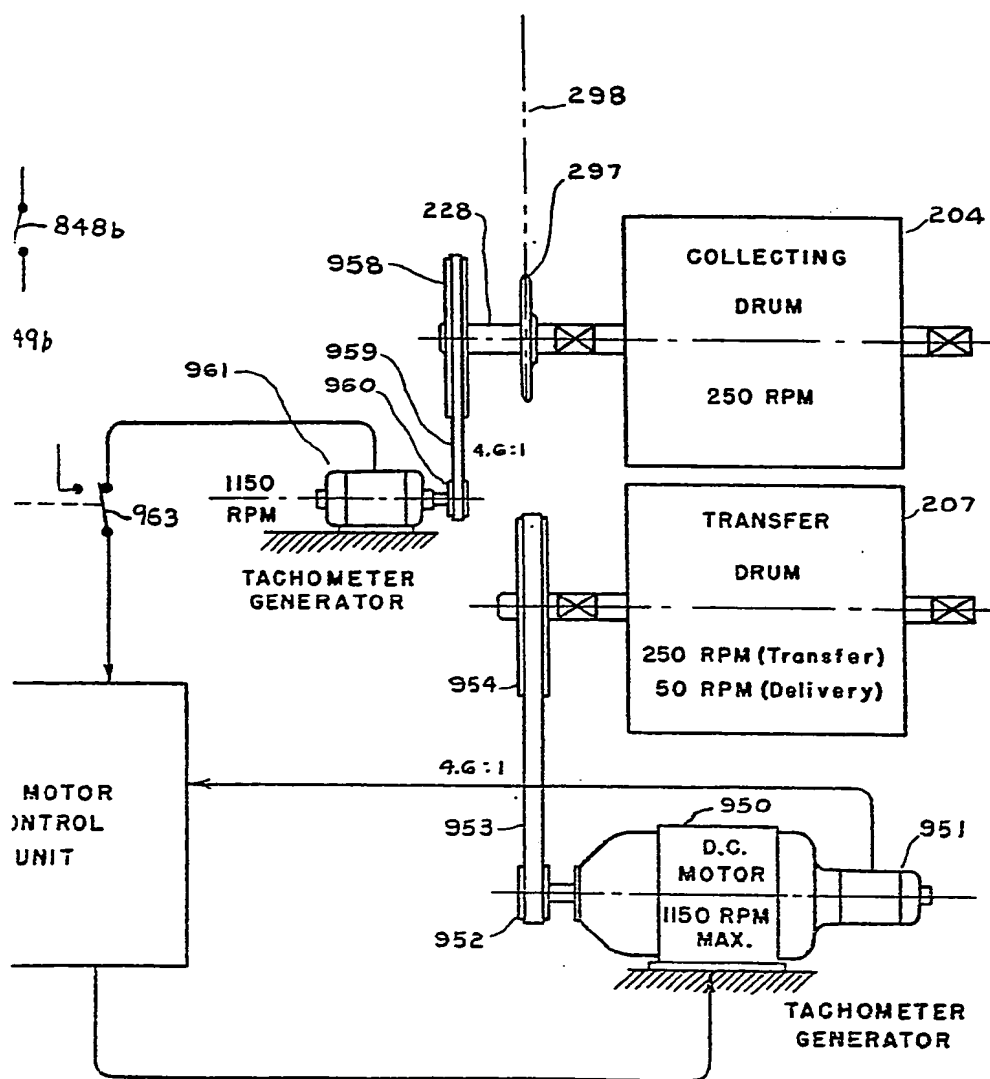 298
297
848b
228
204
958
COLLECTING
DRUM
49b
959
961
960
250 RPM
4.6:1
1150
RPM
963
TACHOMETER
GENERATOR
207
TRANSFER
DRUM
250 RPM (Transfer)
50 RPM (Delivery)
954
4.6:1
MOTOR
ONTROL
UNIT
953
950
951
D.C.
MOTOR
1150 RPM
MAX.
952
TACHOMETER
GENERATOR